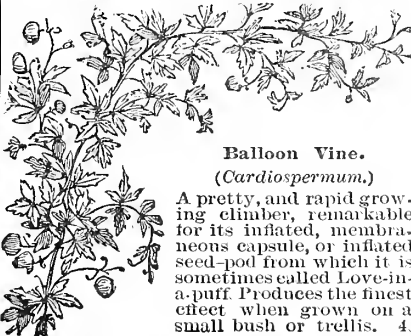 Balloon Vine.
(Cardiospermum.)
A pretty, and rapid grow-
ing climber, remarkable
for its inflated, membra-
neous capsule, or inflated
seed-pod from which it is
sometimes called Love-in-
a-puff. Produces the finest
effect when grown on a
small bush or trellis. 4.